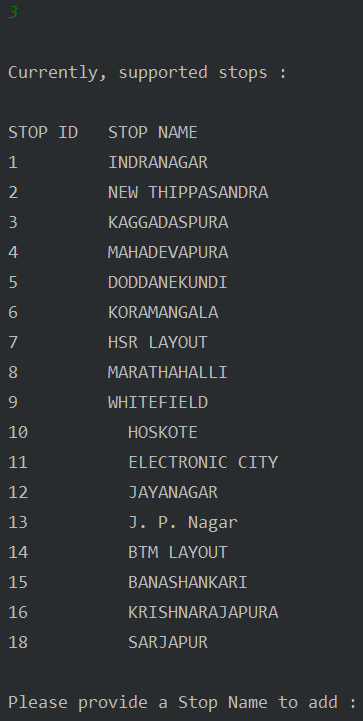 3
Currently, supported stops :
STOP ID   STOP NAME
1         INDRANAGAR
2         NEW THIPPASANDRA
3         KAGGADASPURA
4         MAHADEVAPURA
5         DODDANEKUNDI
6         KORAMANGALA
7         HSR LAYOUT
8         MARATHAHALLI
9         WHITEFIELD
10          HOSKOTE
11          ELECTRONIC CITY
12          JAYANAGAR
13          J. P. Nagar
14          BTM LAYOUT
15          BANASHANKARI
16          KRISHNARAJAPURA
18          SARJAPUR
Please provide a Stop Name to add :